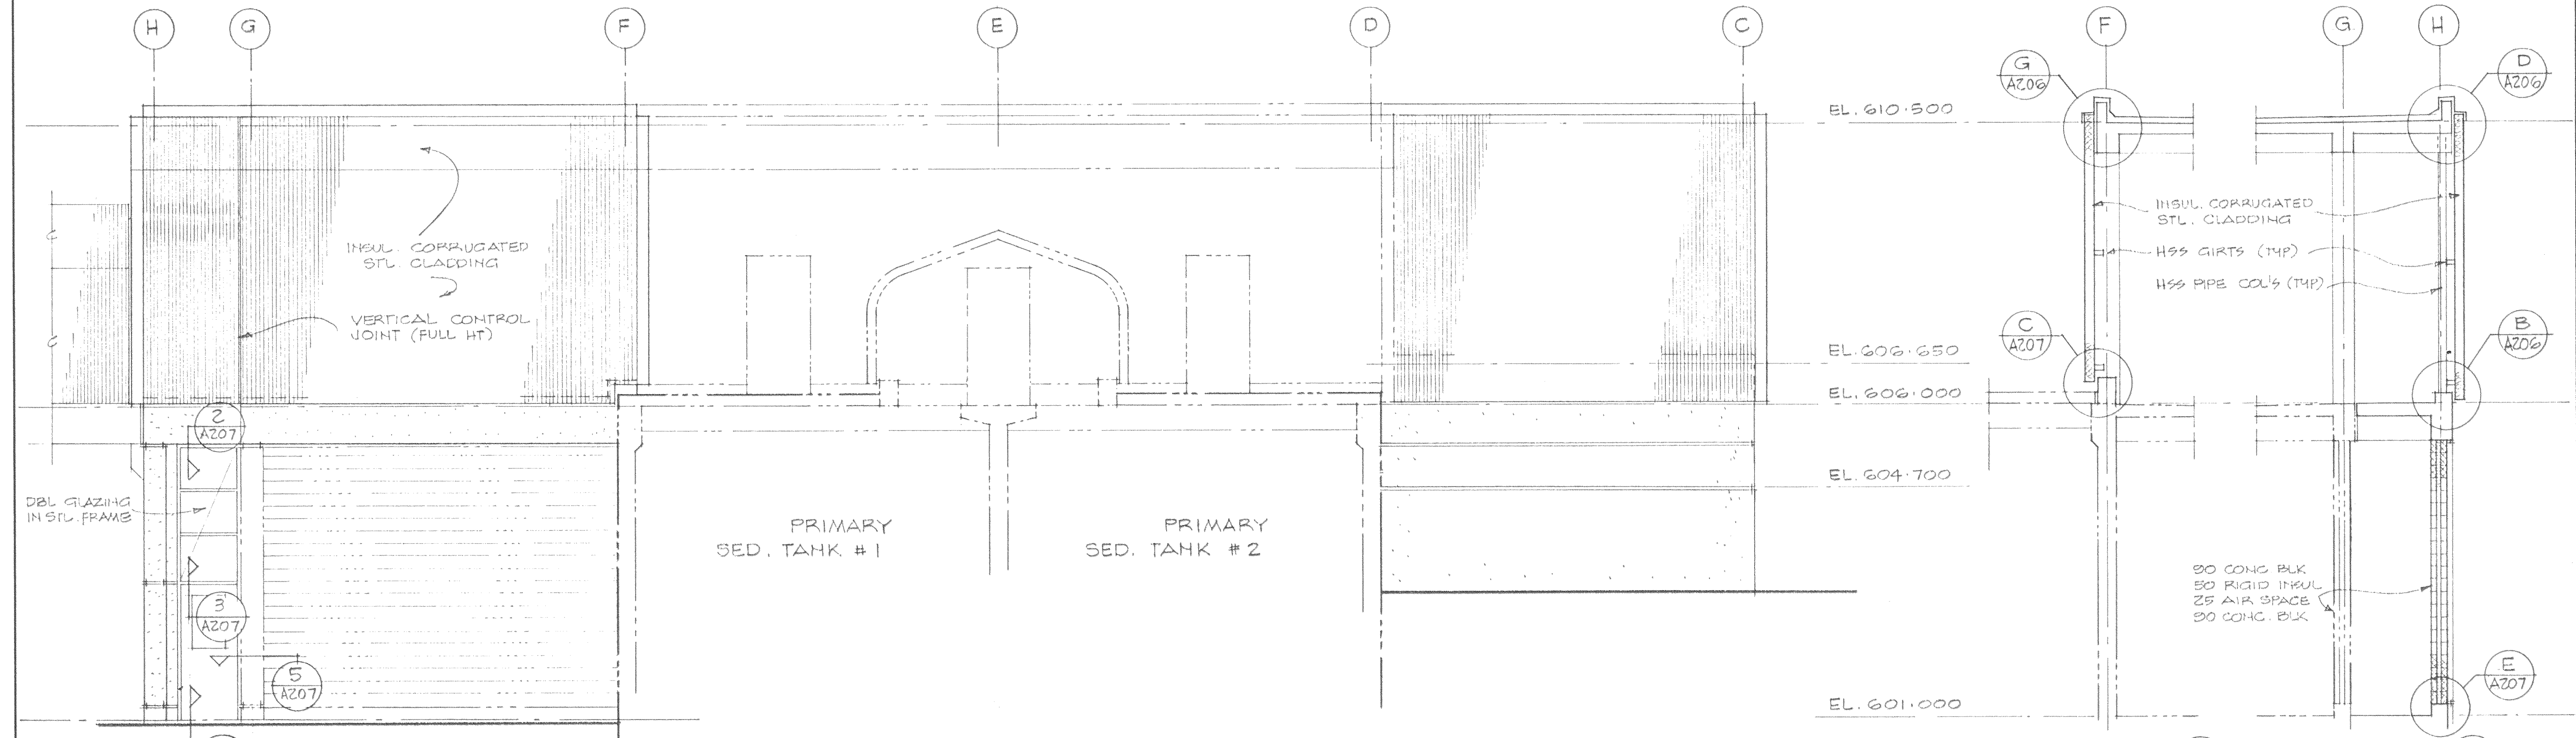 H G F E D C F G H
G
A206
D
A206
EL. 610.500
INSUL. CORRUGATED
STL. CLADDING
INSUL. CORRUGATED
STL. CLADDING
HSS GIRTS (TYP)
HSS PIPE COL'S (TYP)
VERTICAL CONTROL
JOINT (FULL HT)
C
A207
B
A206
EL. 606.650
EL. 606.000
2
A207
EL. 604.700
DBL GLAZING
IN STL. FRAME
PRIMARY
SED. TANK #1
PRIMARY
SED. TANK #2
90 CONC BLK
50 RIGID INSUL
25 AIR SPACE
90 CONC. BLK
3
A207
5
A207
E
A207
EL. 601.000